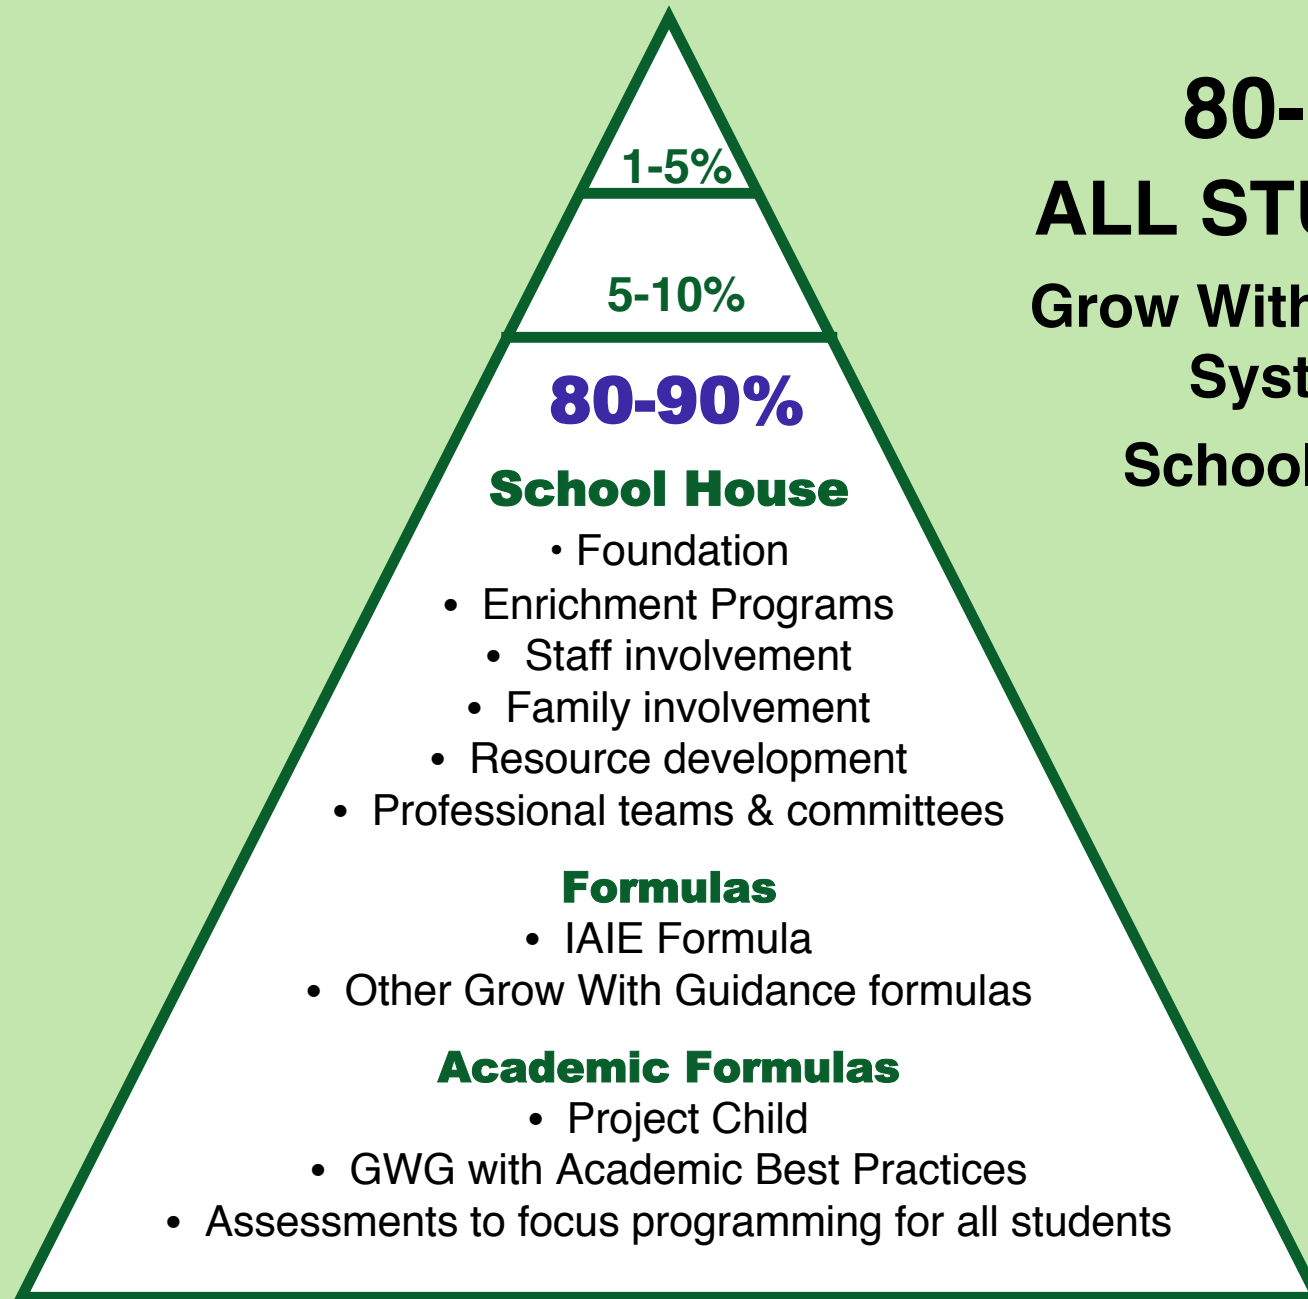 1-5%
5-10%
80-90%
School House
• Foundation
• Enrichment Programs
• Staff involvement
• Family involvement
• Resource development
• Professional teams & committees
Formulas
• IAIE Formula
• Other Grow With Guidance formulas
Academic Formulas
• Project Child
• GWG with Academic Best Practices
• Assessments to focus programming for all students
80-
ALL
Grow With
Syst
School